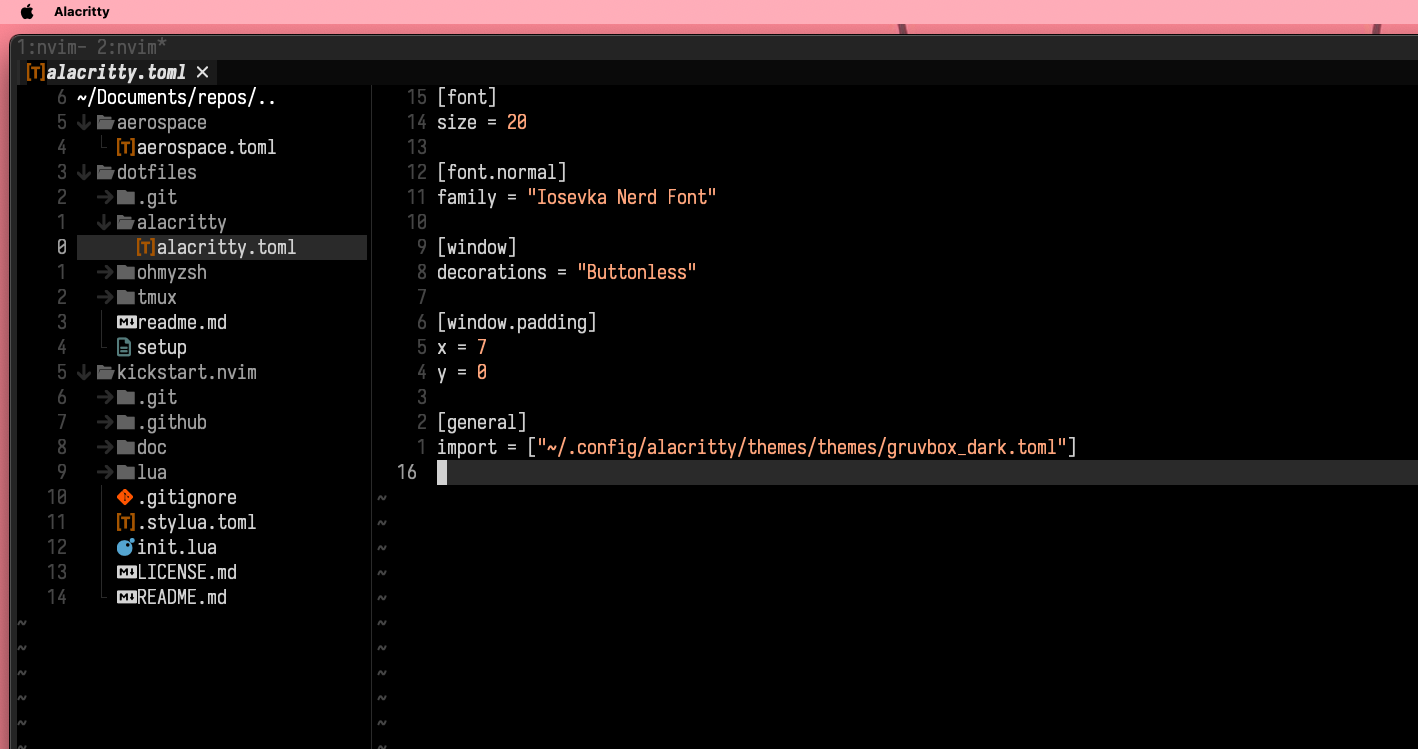 Alacritty
1:nvim- 2:nvim*
[T]alacritty.toml ✕
6 ~/Documents/repos/..
5 aerospace
4 [T]aerospace.toml
3 dotfiles
2 .git
1 alacritty
0 [T]alacritty.toml
1 ohmyzsh
2 tmux
3 M↓readme.md
4 setup
5 kickstart.nvim
6 .git
7 .github
8 doc
9 lua
10 .gitignore
11 [T].stylua.toml
12 init.lua
13 M↓LICENSE.md
14 M↓README.md
~
~
~
~
~
~
15 [font]
14 size = 20
13
12 [font.normal]
11 family = "Iosevka Nerd Font"
10
9 [window]
8 decorations = "Buttonless"
7
6 [window.padding]
5 x = 7
4 y = 0
3
2 [general]
1 import = ["~/.config/alacritty/themes/themes/gruvbox_dark.toml"]
16
~
~
~
~
~
~
~
~
~
~
~